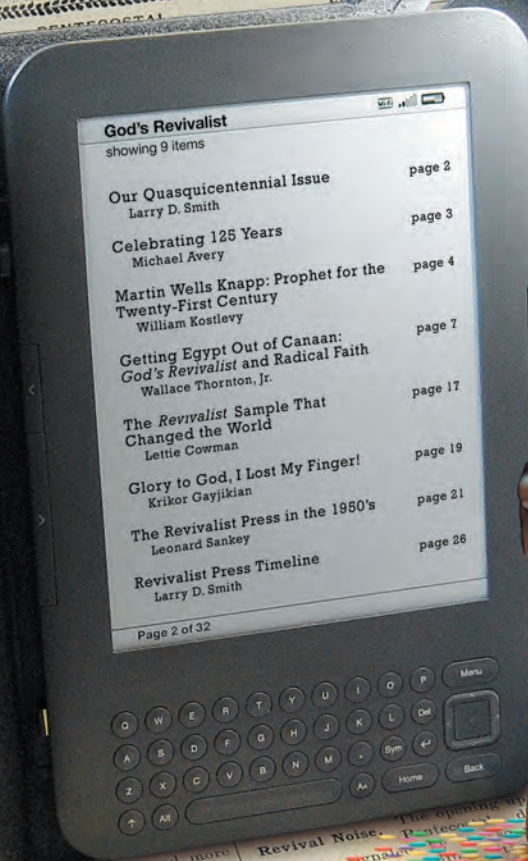 PENTECOSTAL
God's Revivalist
showing 9 items
Our Quasquicentennial Issue page 2
Larry D. Smith
Celebrating 125 Years page 3
Michael Avery
Martin Wells Knapp: Prophet for the page 4
Twenty-First Century
William Kostlevy
Getting Egypt Out of Canaan: page 7
God's Revivalist and Radical Faith
Wallace Thornton, Jr.
The Revivalist Sample That page 17
Changed the World
Lettie Cowman
Glory to God, I Lost My Finger! page 19
Krikor Gayjikian
The Revivalist Press in the 1950's page 21
Leonard Sankey
Revivalist Press Timeline page 26
Larry D. Smith
Page 2 of 32
Q W E R T Y U I O P Menu
A S D F G H J K L Del
Z X C V B N M . Sym
Alt Aa Home Back
more Revival Noise. The opening up